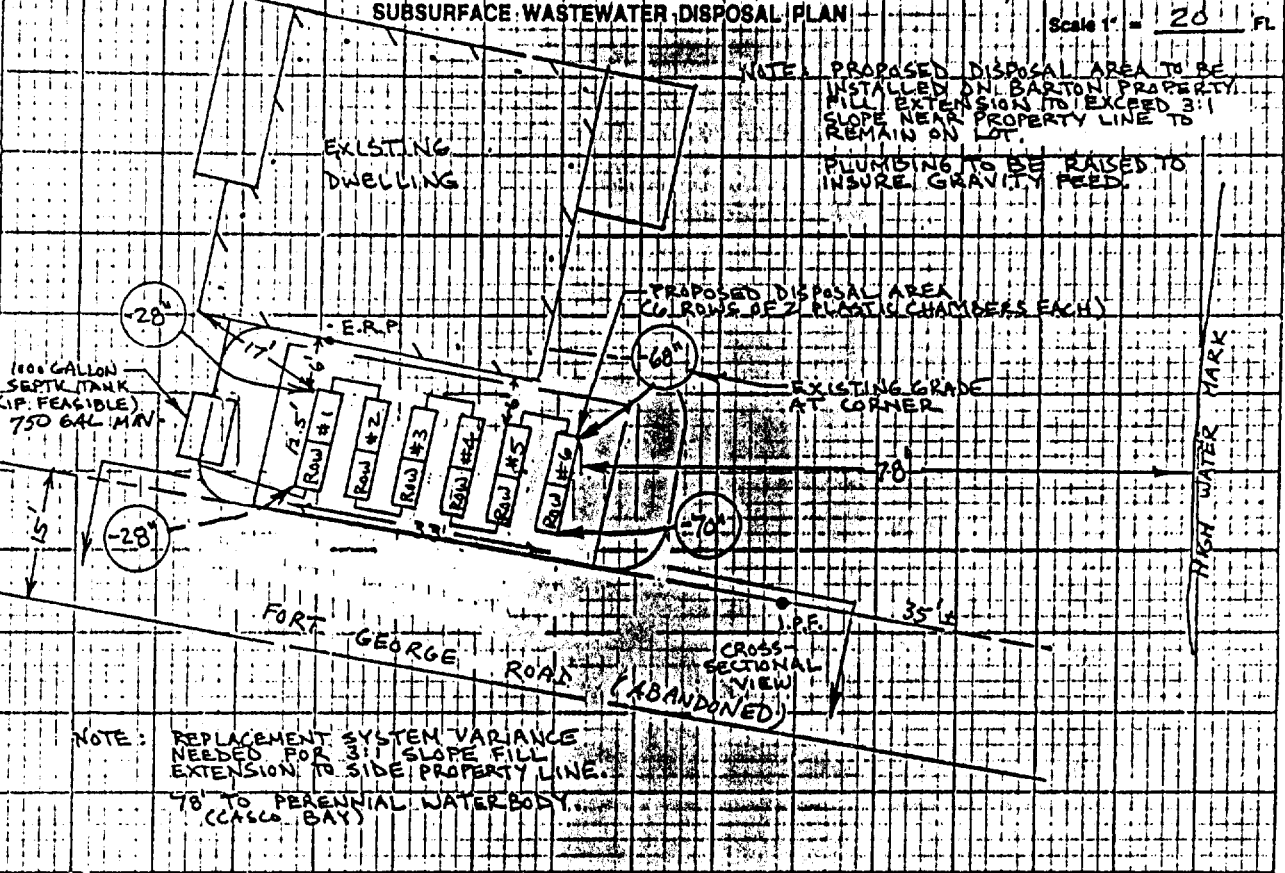 SUBSURFACE WASTEWATER DISPOSAL PLAN
Scale 1" = 20 Ft.
NOTE: PROPOSED DISPOSAL AREA TO BE
INSTALLED ON BARTON PROPERTY.
FILL EXTENSION TO EXCEED 3:1
SLOPE NEAR PROPERTY LINE TO
REMAIN ON LOT.
PLUMBING TO BE RAISED TO
INSURE GRAVITY FEED.
EXISTING
DWELLING
PROPOSED DISPOSAL AREA
(6 ROWS OF 2 PLASTIC CHAMBERS EACH)
-28"
E.R.P.
17'
6'
6'
-68"
EXISTING GRADE
AT CORNER
1000 GALLON
SEPTIC TANK
(IF FEASIBLE)
750 GAL MIN.
12.5'
ROW #1
ROW #2
ROW #3
ROW #4
ROW #5
ROW #6
78'
HIGH WATER MARK
15'
-28"
33'
-70"
I.P.F.
35'±
CROSS-
SECTIONAL
VIEW
FORT GEORGE ROAD (ABANDONED)
NOTE: REPLACEMENT SYSTEM VARIANCE
NEEDED FOR 3:1 SLOPE FILL
EXTENSION TO SIDE PROPERTY LINE.
78' TO PERENNIAL WATERBODY.
(CASCO BAY)